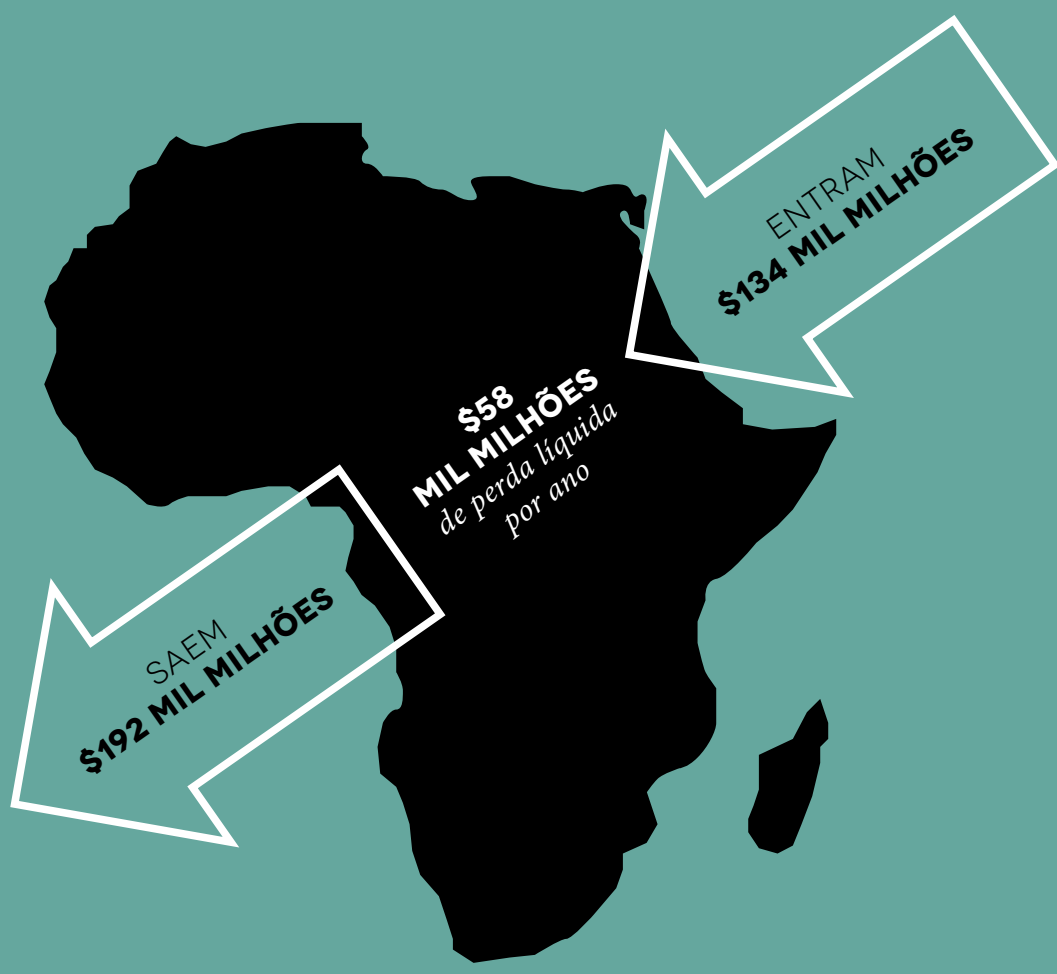 ENTRAM
$134 MIL MILHÕES
$58
MIL MILHÕES
de perda líquida
por ano
SAEM
$192 MIL MILHÕES